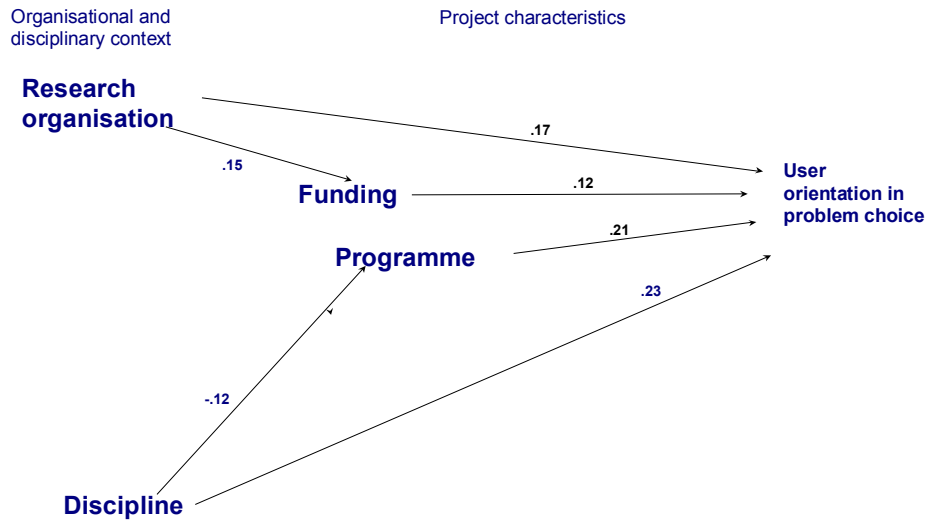 Organisational and
disciplinary context
Project characteristics
Research
organisation
.17
.15
User
orientation in
problem choice
Funding
.12
.21
Programme
.23
-.12
Discipline